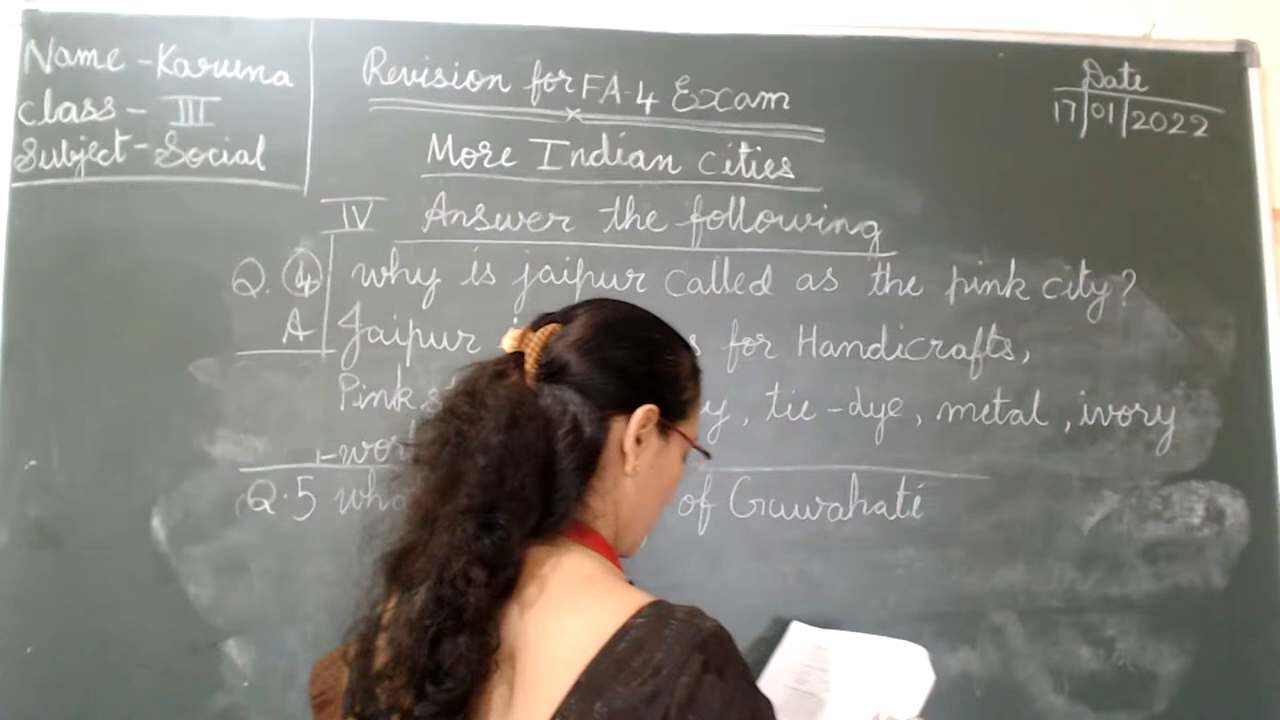 Name - Karuna
Class - III
Subject - Social
Revision for FA-4 Exam
Date
17/01/2022
More Indian Cities
IV Answer the following
Q. 4 why is jaipur called as the pink city?
A Jaipur for Handicrafts,
Pink tie-dye, metal, ivory
Q.5 of Guwahati